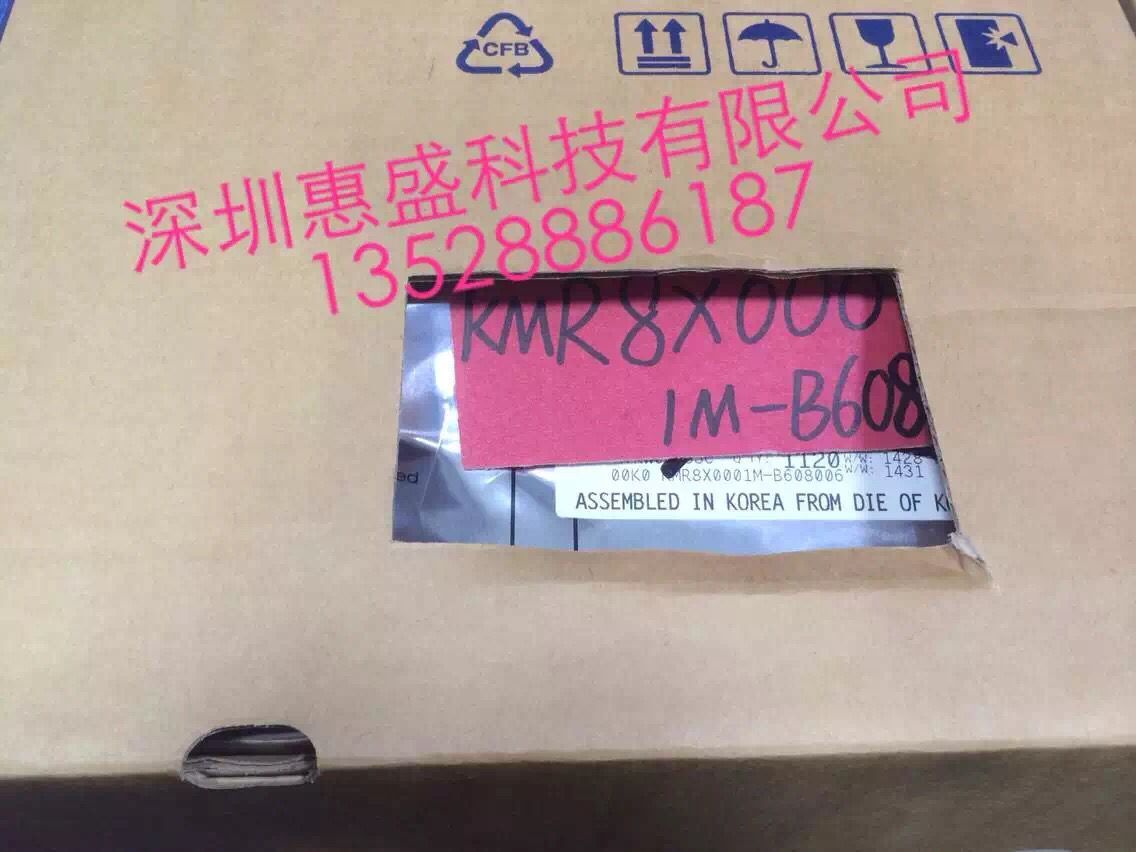 CFB
深圳惠盛科技有限公司
13528886187
KMR8X000
1M-B608
1120 W/W: 1428
00K0 KMR8X0001M-B608006 W/W: 1431
ASSEMBLED IN KOREA FROM DIE OF
ed